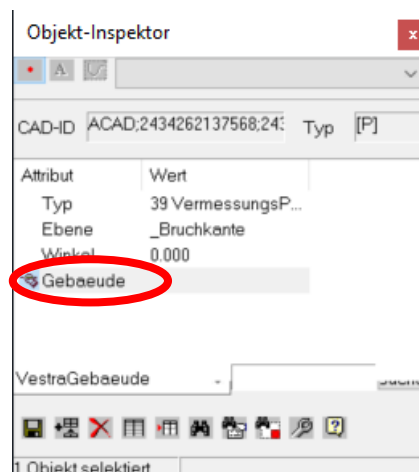 Objekt-Inspektor
x
A
CAD-ID ACAD;2434262137568;243 Typ [P]
Attribut Wert
Typ 39 VermessungsP...
Ebene _Bruchkante
Winkel 0.000
Gebaeude
VestraGebaeude
1 Objekt selektiert